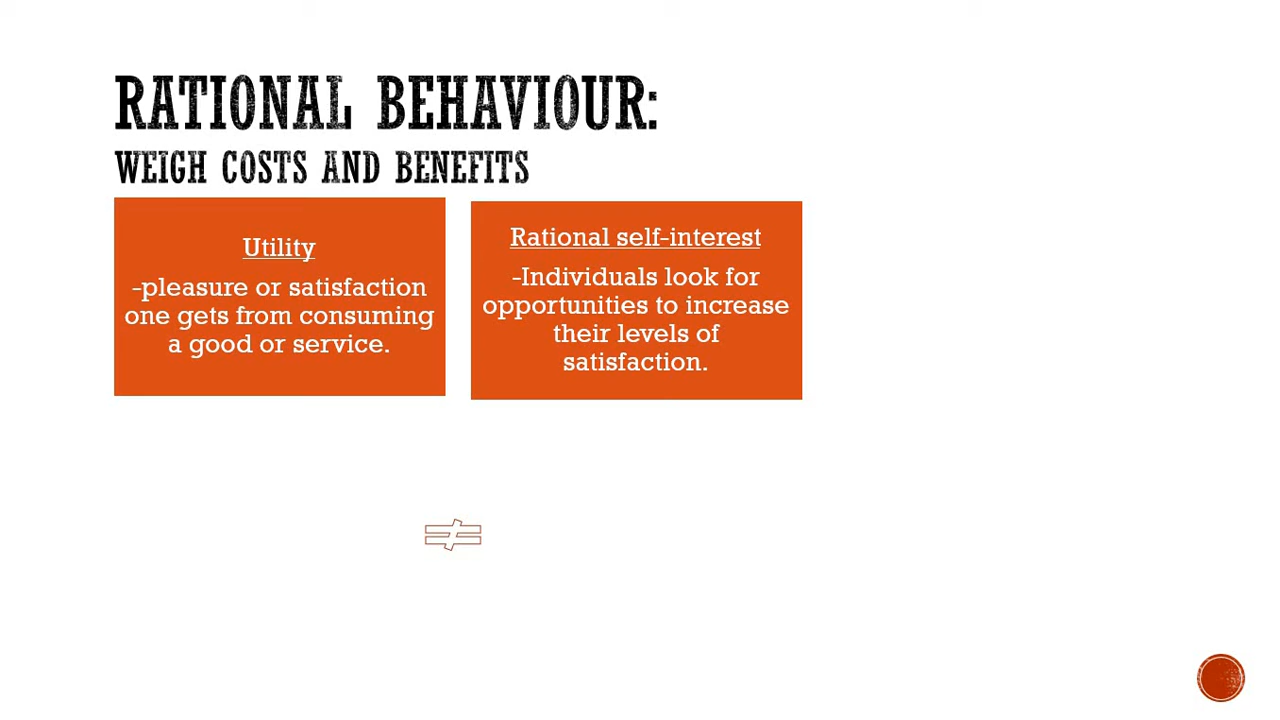 RATIONAL BEHAVIOUR:
WEIGH COSTS AND BENEFITS
Utility
-pleasure or satisfaction
one gets from consuming
a good or service.
Rational self-interest
-Individuals look for
opportunities to increase
their levels of
satisfaction.
≠